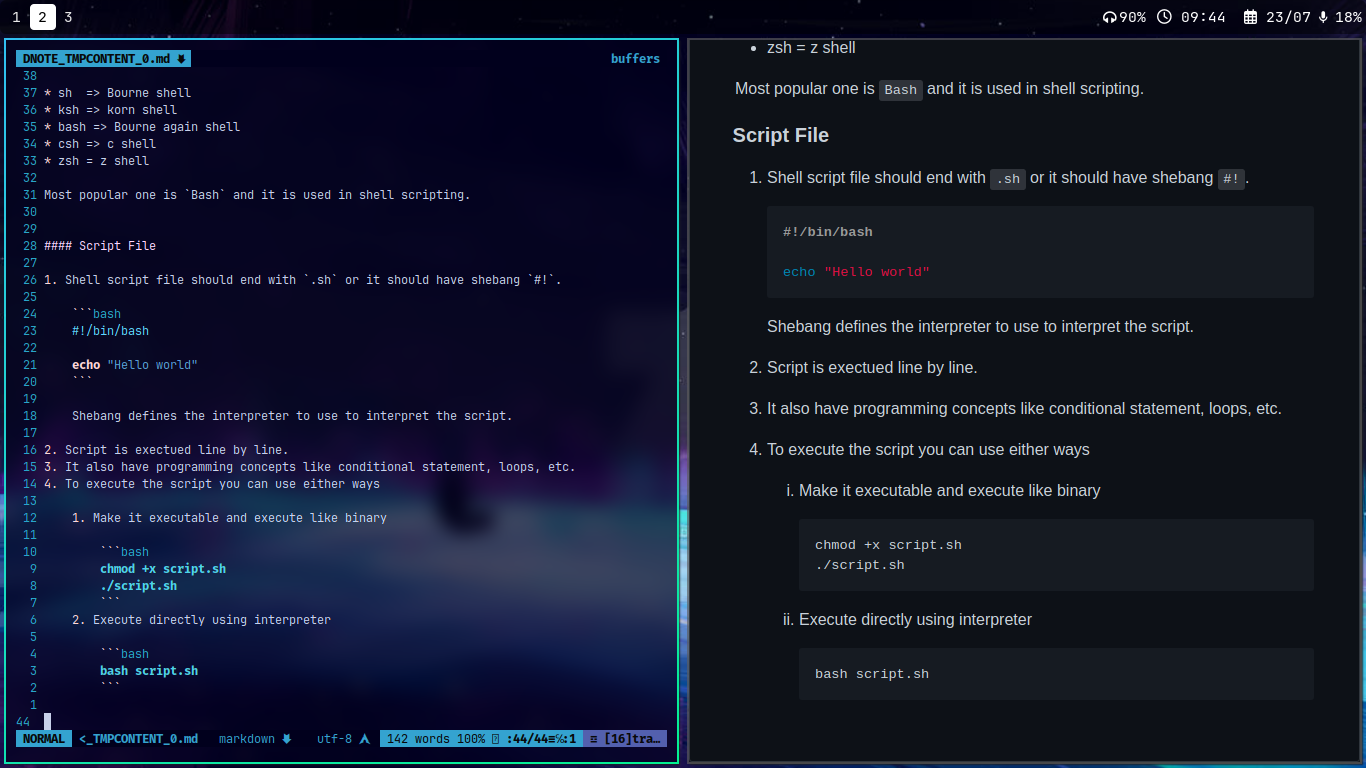 1 2 3
90% 09:44 23/07 18%
DNOTE_TMPCONTENT_0.md buffers
38
37 * sh  => Bourne shell
36 * ksh => korn shell
35 * bash => Bourne again shell
34 * csh => c shell
33 * zsh = z shell
32
31 Most popular one is `Bash` and it is used in shell scripting.
30
29
28 #### Script File
27
26 1. Shell script file should end with `.sh` or it should have shebang `#!`.
25
24     ```bash
23     #!/bin/bash
22
21     echo "Hello world"
20     ```
19
18     Shebang defines the interpreter to use to interpret the script.
17
16 2. Script is exectued line by line.
15 3. It also have programming concepts like conditional statement, loops, etc.
14 4. To execute the script you can use either ways
13
12     1. Make it executable and execute like binary
11
10         ```bash
9         chmod +x script.sh
8         ./script.sh
7         ```
6     2. Execute directly using interpreter
5
4         ```bash
3         bash script.sh
2         ```
1
44
NORMAL <_TMPCONTENT_0.md markdown utf-8 142 words 100% :44/44≡℅:1 [16]tra…
• zsh = z shell
Most popular one is Bash and it is used in shell scripting.
Script File
1. Shell script file should end with .sh or it should have shebang #!.
#!/bin/bash
echo "Hello world"
Shebang defines the interpreter to use to interpret the script.
2. Script is exectued line by line.
3. It also have programming concepts like conditional statement, loops, etc.
4. To execute the script you can use either ways
i. Make it executable and execute like binary
chmod +x script.sh
./script.sh
ii. Execute directly using interpreter
bash script.sh